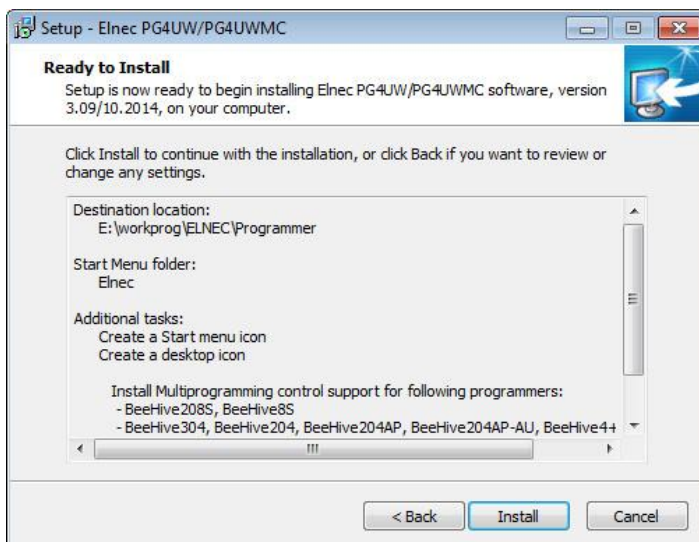 Setup - Elnec PG4UW/PG4UWMC
Ready to Install
Setup is now ready to begin installing Elnec PG4UW/PG4UWMC software, version
3.09/10.2014, on your computer.
Click Install to continue with the installation, or click Back if you want to review or
change any settings.
Destination location:
E:\workprog\ELNEC\Programmer
Start Menu folder:
Elnec
Additional tasks:
Create a Start menu icon
Create a desktop icon
Install Multiprogramming control support for following programmers:
- BeeHive208S, BeeHive8S
- BeeHive304, BeeHive204, BeeHive204AP, BeeHive204AP-AU, BeeHive4+
< Back
Install
Cancel